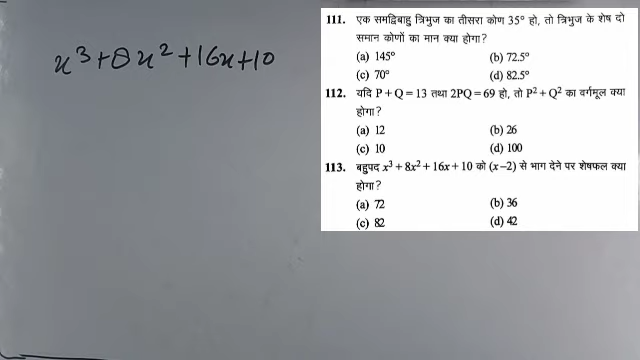 x³+8x²+16x+10
111. एक समद्विबाहु त्रिभुज का तीसरा कोण 35° हो, तो त्रिभुज के शेष दो
समान कोणों का मान क्या होगा?
(a) 145° (b) 72.5°
(c) 70° (d) 82.5°
112. यदि P + Q = 13 तथा 2PQ = 69 हो, तो P² + Q² का वर्गमूल क्या
होगा?
(a) 12 (b) 26
(c) 10 (d) 100
113. बहुपद x³ + 8x² + 16x + 10 को (x–2) से भाग देने पर शेषफल क्या
होगा?
(a) 72 (b) 36
(c) 82 (d) 42